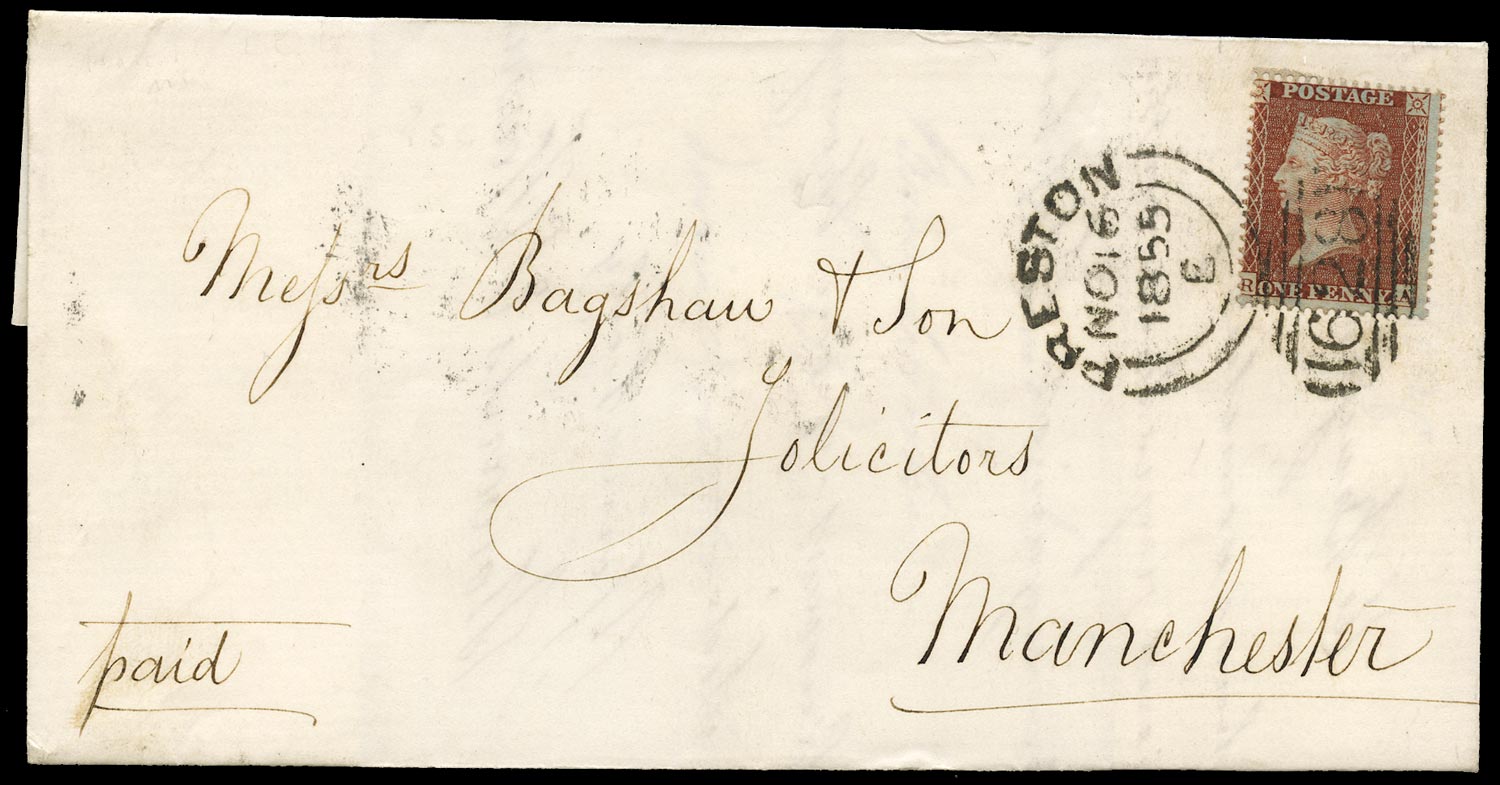 POSTAGE
R ONE PENNY A
PRESTON
NO 16
1855
E
Messrs Bagshaw & Son
Solicitors
Manchester
paid